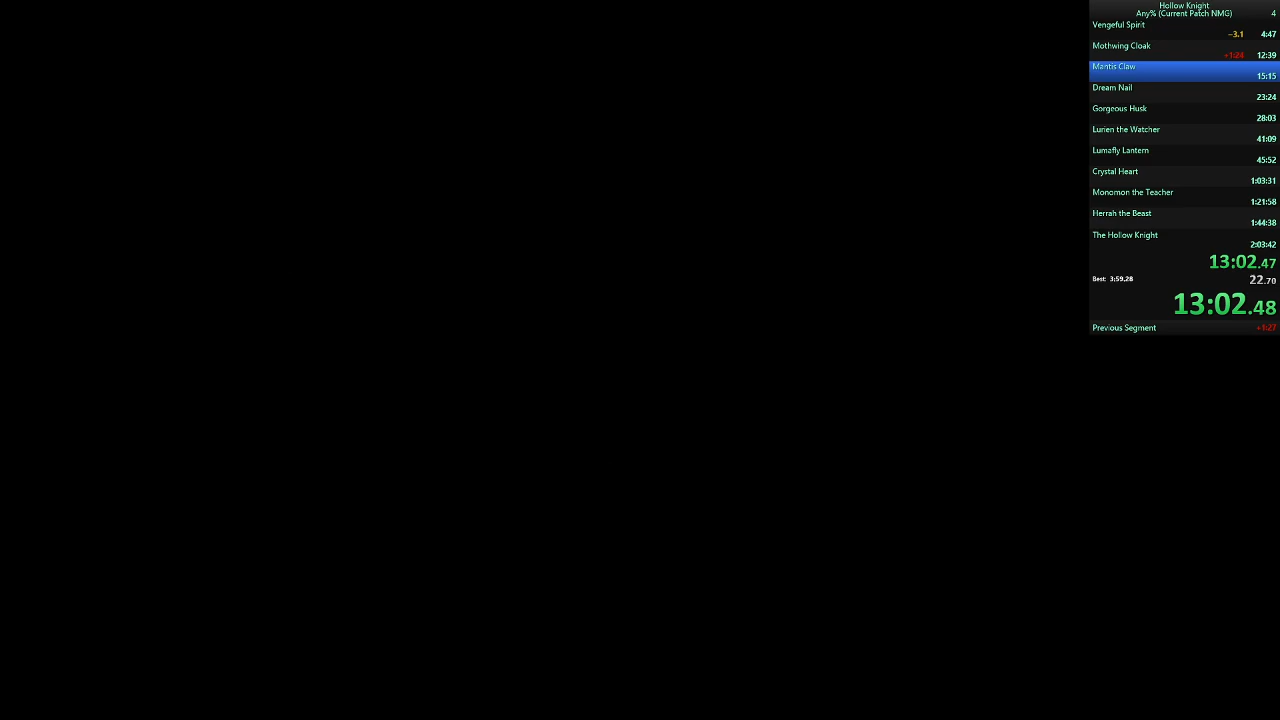 Hollow Knight
Any% (Current Patch NMG) 4
Vengeful Spirit
−3.1 4:47
Mothwing Cloak
+1:24 12:39
Mantis Claw
15:15
Dream Nail
23:24
Gorgeous Husk
28:03
Lurien the Watcher
41:09
Lumafly Lantern
45:52
Crystal Heart
1:03:31
Monomon the Teacher
1:21:58
Herrah the Beast
1:44:38
The Hollow Knight
2:03:42
13:02.47
Best: 3:59.28 22.70
13:02.48
Previous Segment +1:27